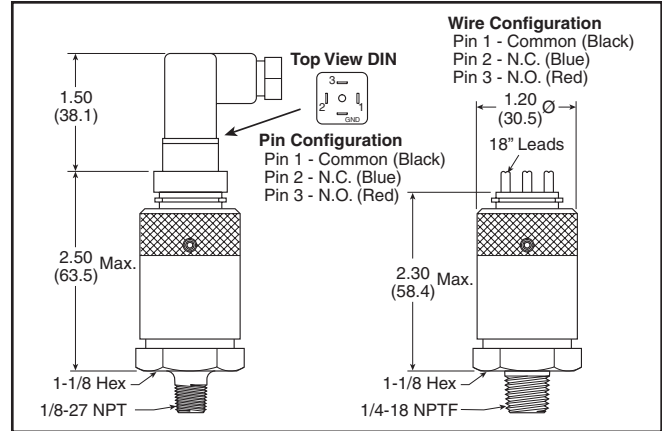 Wire Configuration
Pin 1 - Common (Black)
Pin 2 - N.C. (Blue)
Pin 3 - N.O. (Red)
Top View DIN
3
2
1
GND
Pin Configuration
Pin 1 - Common (Black)
Pin 2 - N.C. (Blue)
Pin 3 - N.O. (Red)
1.50
(38.1)
2.50
(63.5) Max.
1-1/8 Hex
1/8-27 NPT
1.20 Ø
(30.5)
18” Leads
2.30
(58.4) Max.
1-1/8 Hex
1/4-18 NPTF